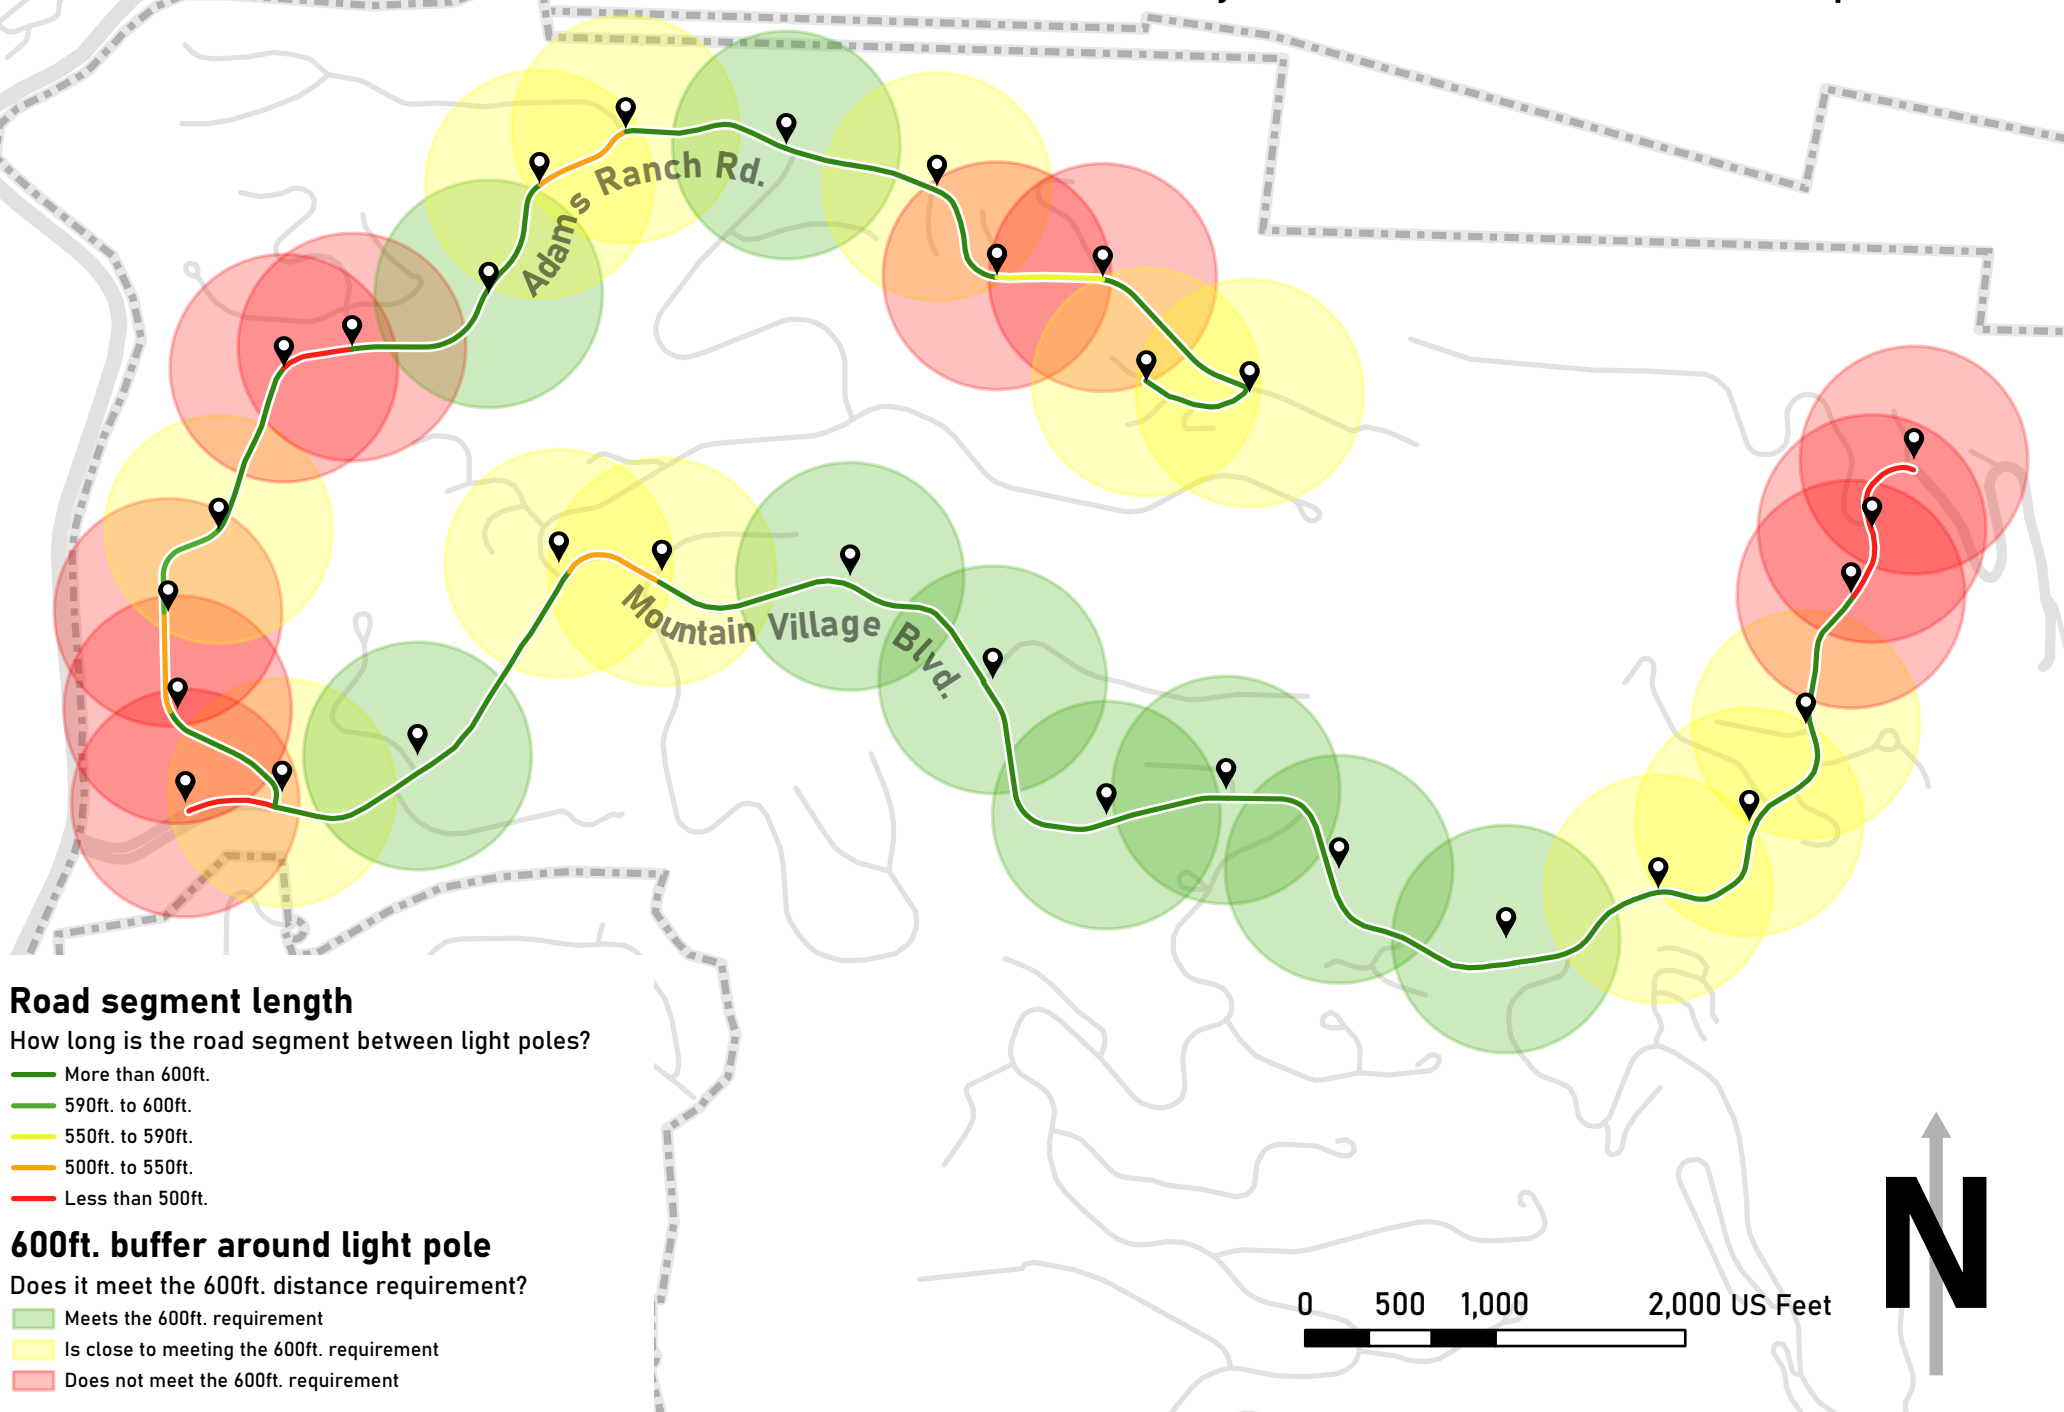 Adams Ranch Rd.
Mountain Village Blvd.
Road segment length
How long is the road segment between light poles?
More than 600ft.
590ft. to 600ft.
550ft. to 590ft.
500ft. to 550ft.
Less than 500ft.
600ft. buffer around light pole
Does it meet the 600ft. distance requirement?
Meets the 600ft. requirement
Is close to meeting the 600ft. requirement
Does not meet the 600ft. requirement
0 500 1,000 2,000 US Feet
N